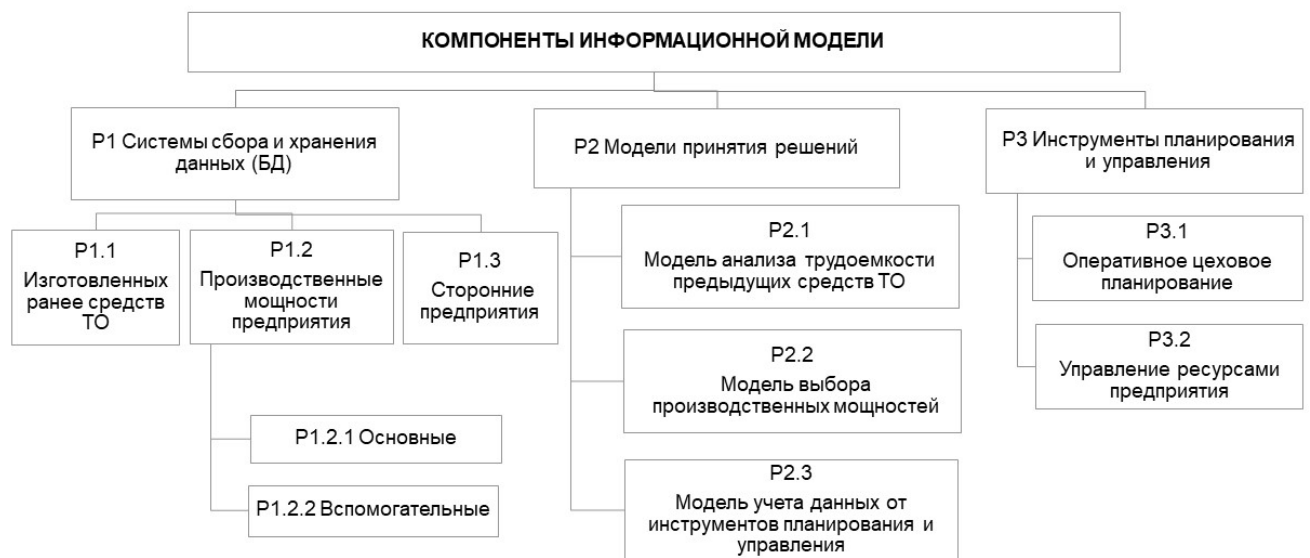 КОМПОНЕНТЫ ИНФОРМАЦИОННОЙ МОДЕЛИ
Р1 Системы сбора и хранения
данных (БД)
Р1.1
Изготовленных
ранее средств
ТО
Р1.2
Производственные
мощности
предприятия
Р1.3
Сторонние
предприятия
Р1.2.1 Основные
Р1.2.2 Вспомогательные
Р2 Модели принятия решений
Р2.1
Модель анализа трудоемкости
предыдущих средств ТО
Р2.2
Модель выбора
производственных мощностей
Р2.3
Модель учета данных от
инструментов планирования и
управления
Р3 Инструменты планирования
и управления
Р3.1
Оперативное цеховое
планирование
Р3.2
Управление ресурсами
предприятия